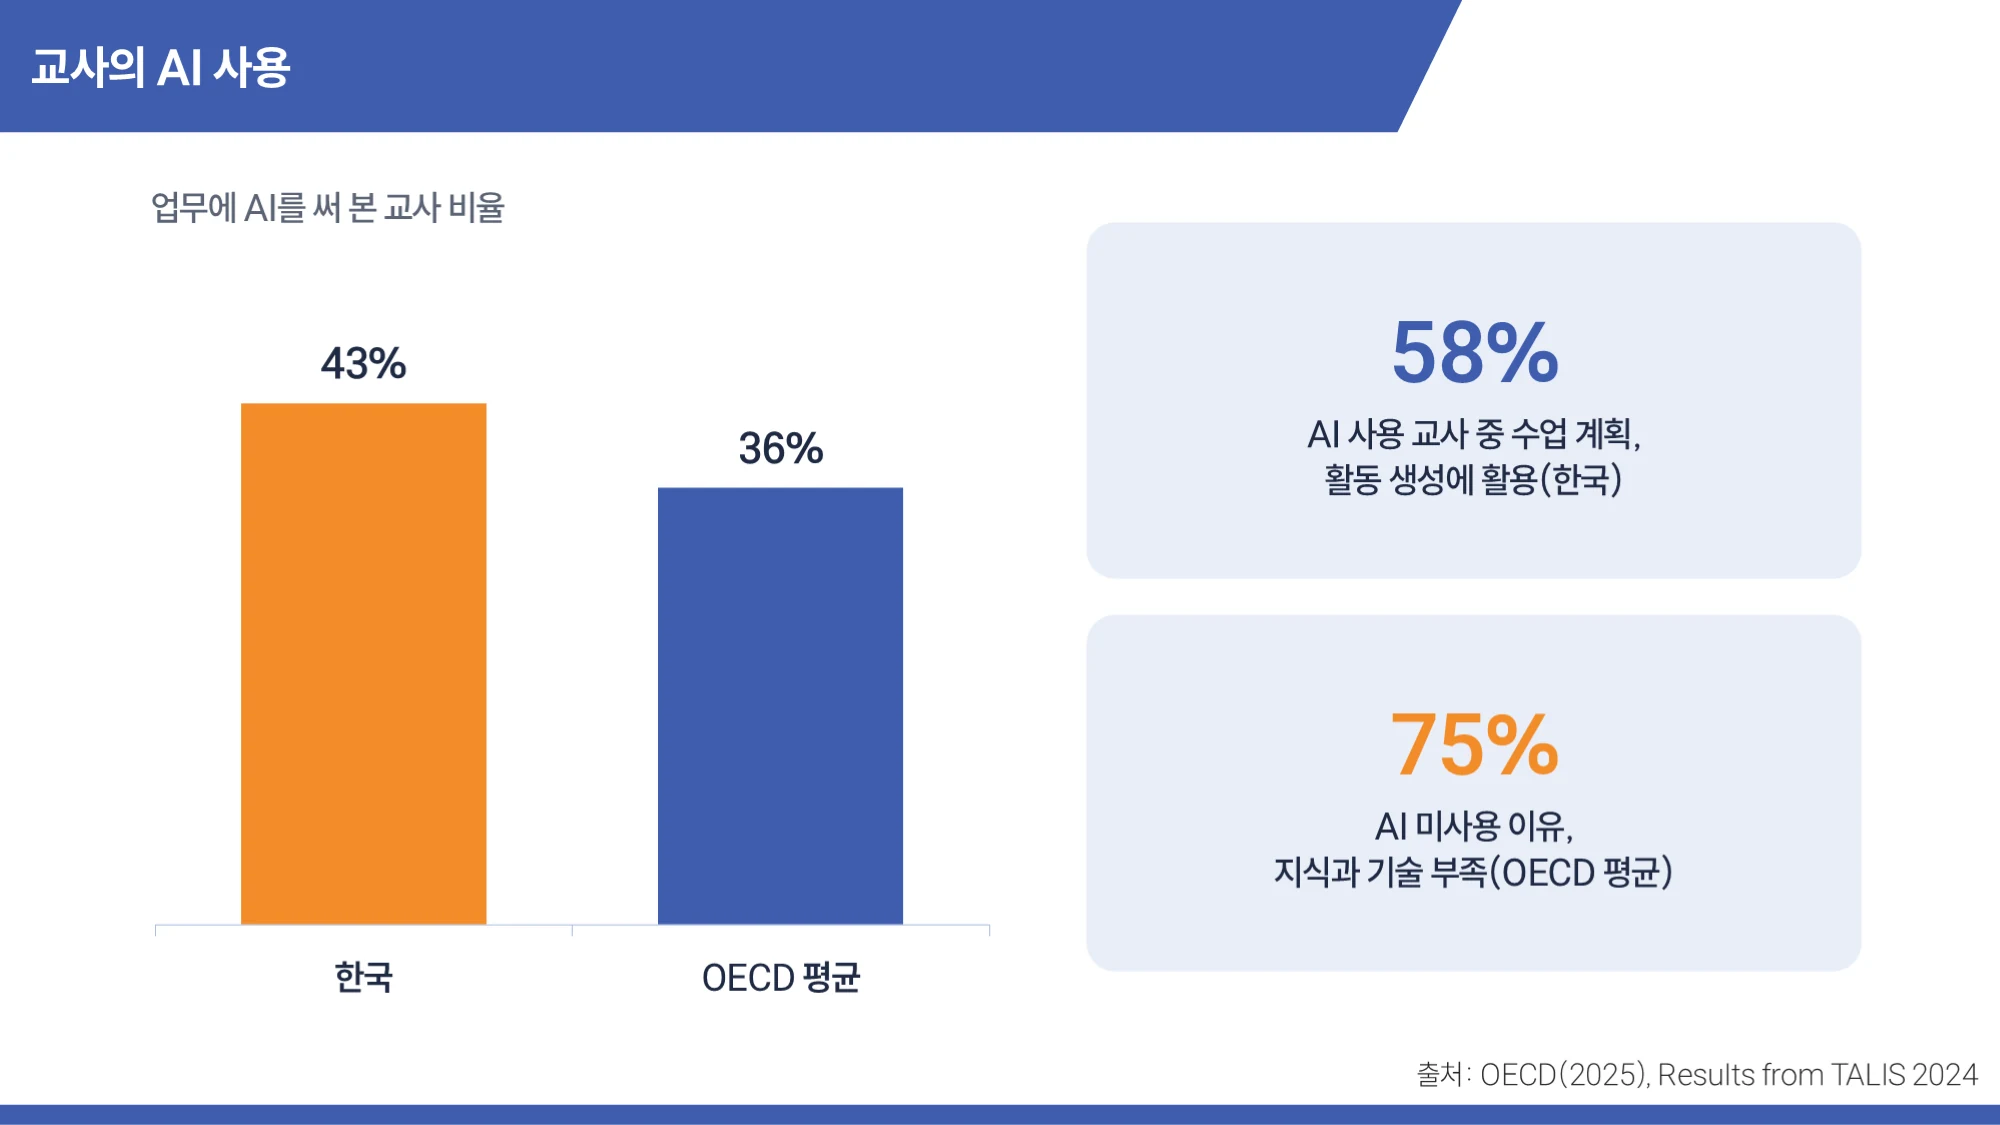 교사의 AI 사용
업무에 AI를 써 본 교사 비율
43%
36%
한국
OECD 평균
58%
AI 사용 교사 중 수업 계획,
활동 생성에 활용(한국)
75%
AI 미사용 이유,
지식과 기술 부족(OECD 평균)
출처: OECD(2025), Results from TALIS 2024